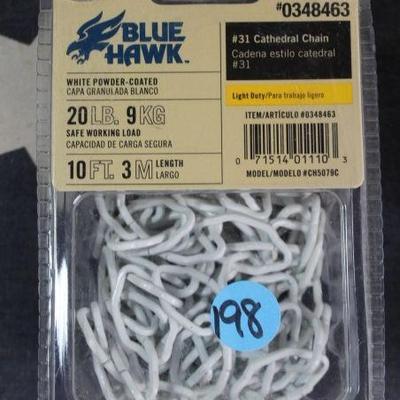 #0348463
BLUE HAWK™
#31 Cathedral Chain
Cadena estilo catedral
#31
WHITE POWDER-COATED
CAPA GRANULADA BLANCO
Light Duty/Para trabajo ligero
20 LB. 9 KG
SAFE WORKING LOAD
CAPACIDAD DE CARGA SEGURA
ITEM/ARTÍCULO #0348463
0 71514 01110 3
MODEL/MODELO #CH5079C
10 FT. 3 M LENGTH
LARGO
198